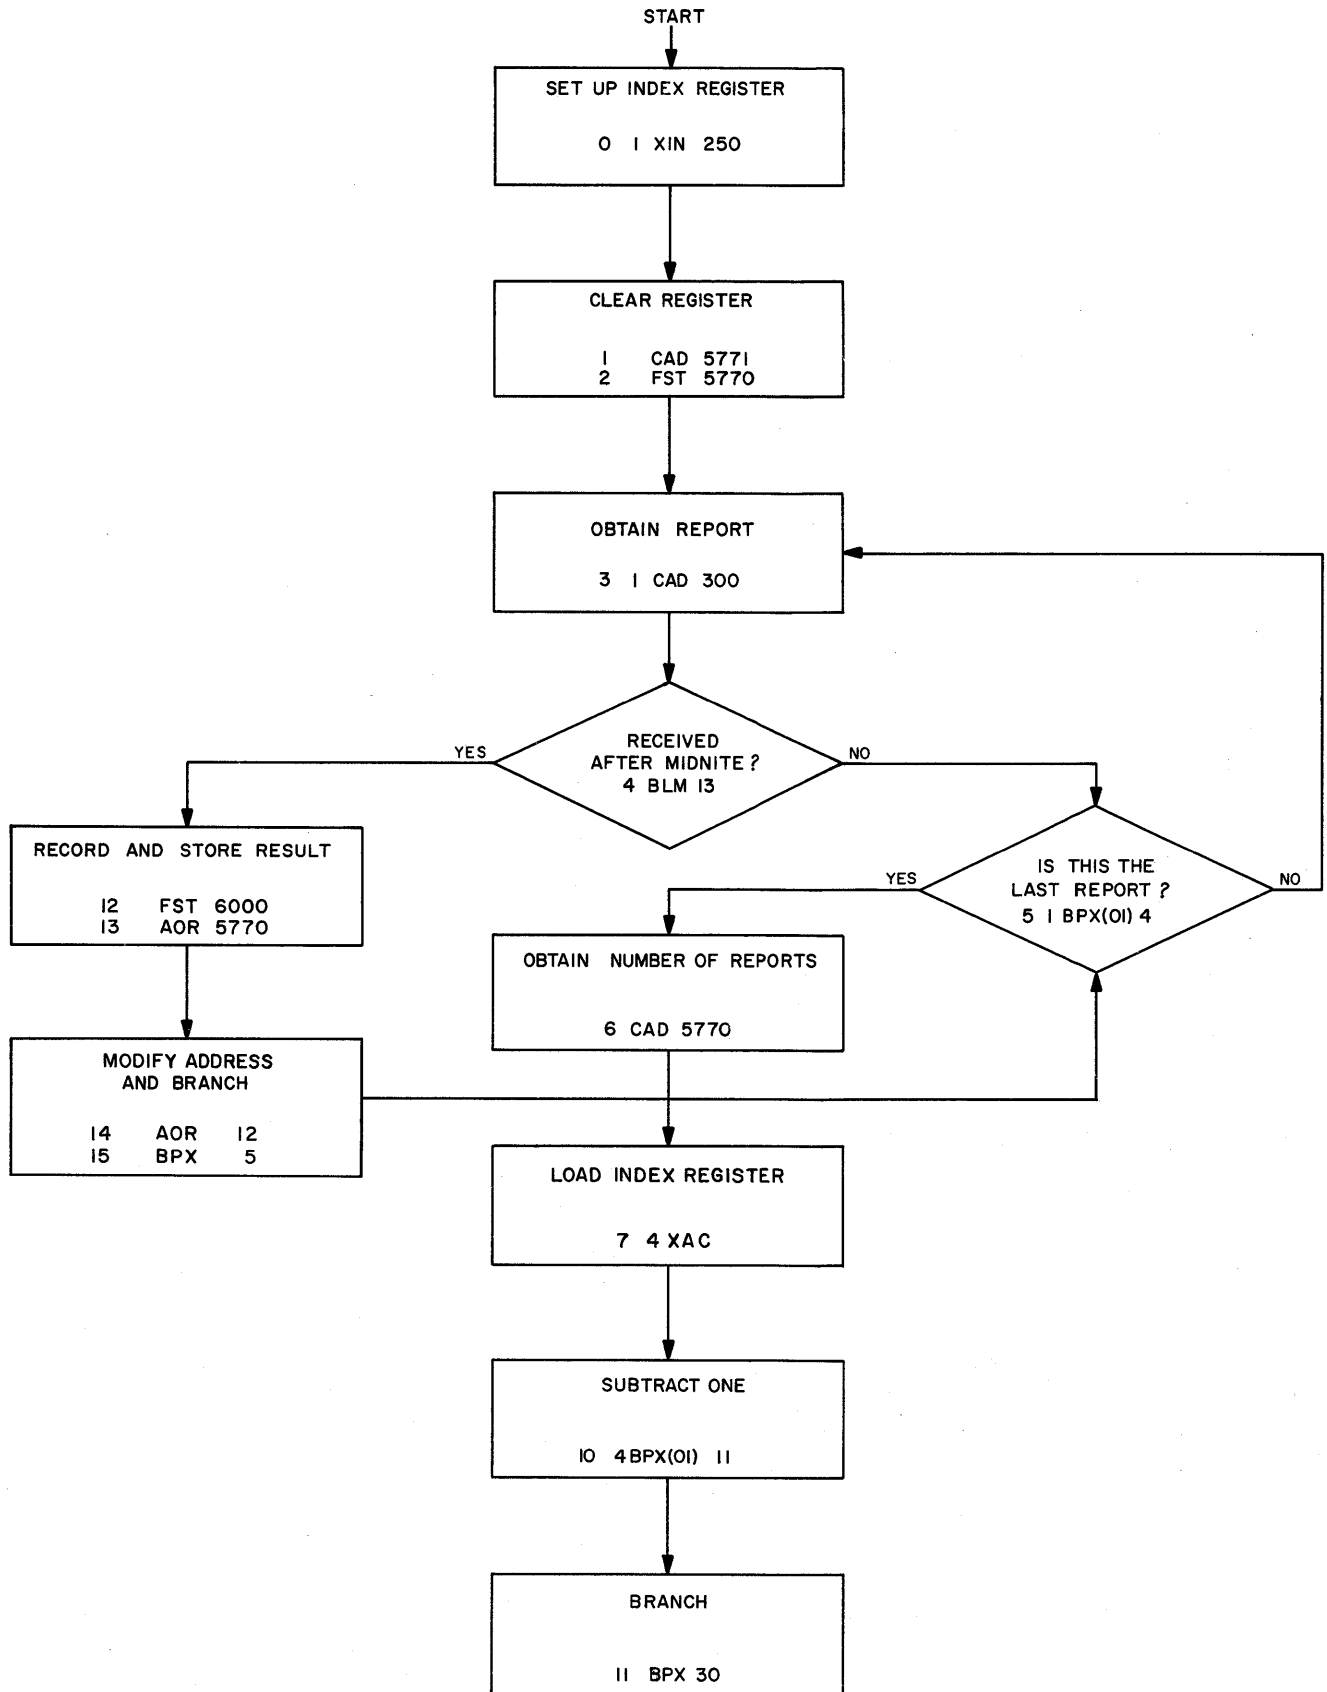 START
SET UP INDEX REGISTER
0 1 XIN 250
CLEAR REGISTER
1 CAD 5771
2 FST 5770
OBTAIN REPORT
3 1 CAD 300
RECEIVED
AFTER MIDNITE?
4 BLM 13
YES
NO
RECORD AND STORE RESULT
12 FST 6000
13 AOR 5770
IS THIS THE
LAST REPORT?
5 1 BPX(01) 4
YES
NO
OBTAIN NUMBER OF REPORTS
6 CAD 5770
MODIFY ADDRESS
AND BRANCH
14 AOR 12
15 BPX 5
LOAD INDEX REGISTER
7 4 XAC
SUBTRACT ONE
10 4BPX(01) 11
BRANCH
11 BPX 30